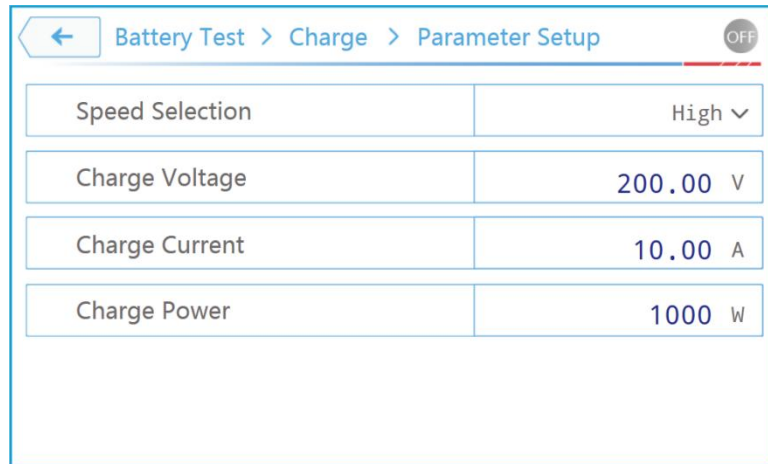 Battery Test > Charge > Parameter Setup OFF
Speed Selection High
Charge Voltage 200.00 V
Charge Current 10.00 A
Charge Power 1000 W